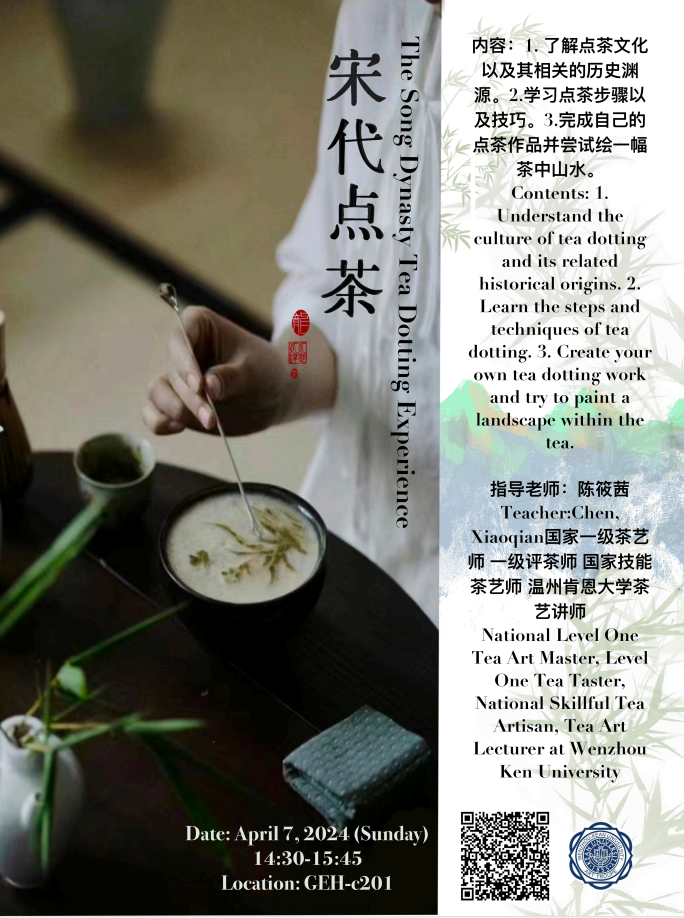 宋代点茶
The Song Dynasty Tea Dotting Experience
龍
内容：1. 了解点茶文化
以及其相关的历史渊
源。2.学习点茶步骤以
及技巧。3.完成自己的
点茶作品并尝试绘一幅
茶中山水。
Contents: 1.
Understand the
culture of tea dotting
and its related
historical origins. 2.
Learn the steps and
techniques of tea
dotting. 3. Create your
own tea dotting work
and try to paint a
landscape within the
tea.
指导老师：陈筱茜
Teacher:Chen,
Xiaoqian国家一级茶艺
师 一级评茶师 国家技能
茶艺师 温州肯恩大学茶
艺讲师
National Level One
Tea Art Master, Level
One Tea Taster,
National Skillful Tea
Artisan, Tea Art
Lecturer at Wenzhou
Ken University
Date: April 7, 2024 (Sunday)
14:30-15:45
Location: GEH-c201